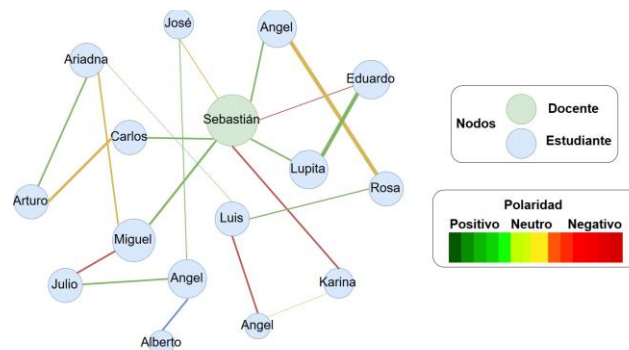 José
Angel
Ariadna
Eduardo
Sebastián
Carlos
Lupita
Arturo
Rosa
Luis
Miguel
Julio
Angel
Karina
Angel
Alberto
Nodos
Docente
Estudiante
Polaridad
Positivo Neutro Negativo